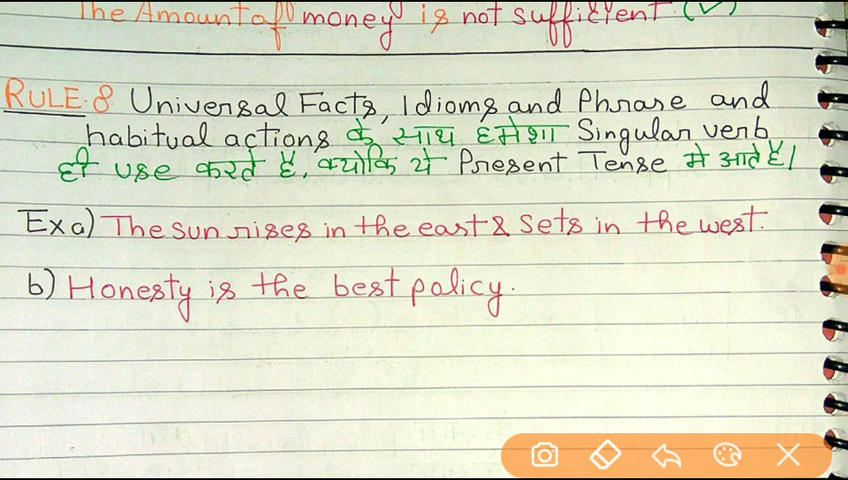 The Amount of money is not sufficient. (✓)
RULE.8 Universal Facts, Idioms and Phrase and
habitual actions के साथ हमेशा Singular verb
ही use करते हैं, क्योकि ये Present Tense मे आते हैं।
Ex a) The sun rises in the east & Sets in the west.
b) Honesty is the best policy.